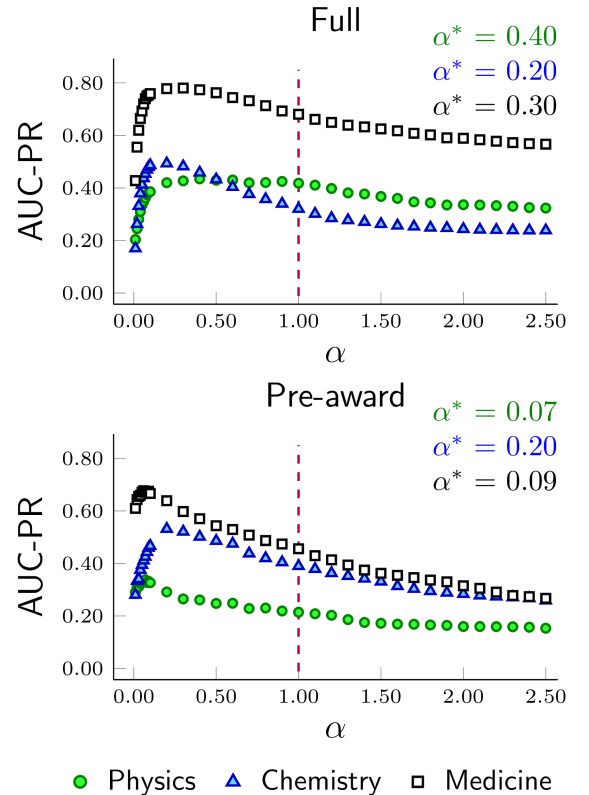 Full
α* = 0.40
α* = 0.20
α* = 0.30
AUC-PR
0.80
0.60
0.40
0.20
0.00
0.00 0.50 1.00 1.50 2.00 2.50
α
Pre-award
α* = 0.07
α* = 0.20
α* = 0.09
AUC-PR
0.80
0.60
0.40
0.20
0.00
0.00 0.50 1.00 1.50 2.00 2.50
α
Physics Chemistry Medicine